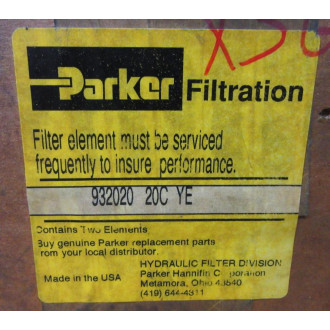 Parker Filtration
Filter element must be serviced
frequently to insure performance.
932020 20C YE
Contains Two Elements
Buy genuine Parker replacement parts
from your local distributor.
HYDRAULIC FILTER DIVISION
Made in the USA Parker Hannifin Corporation
Metamora, Ohio 43540
(419) 644-4311